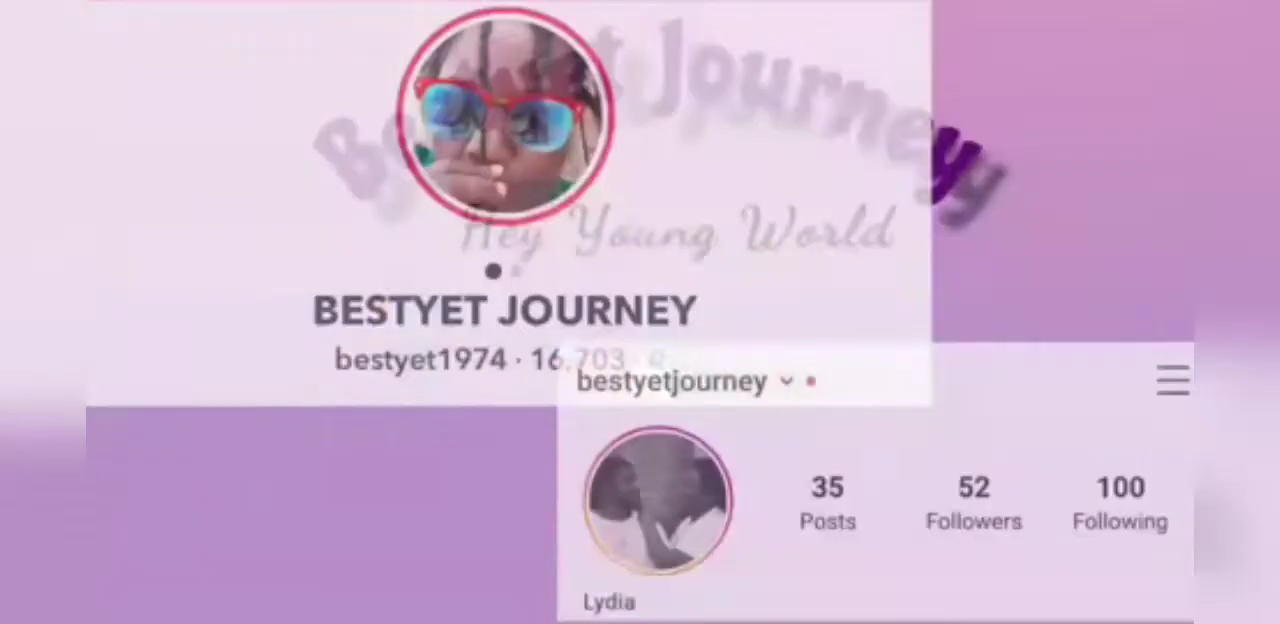 Bestyet Journey
Hey Young World
BESTYET JOURNEY
bestyet1974 · 16,703
bestyetjourney
35 52 100
Posts Followers Following
Lydia